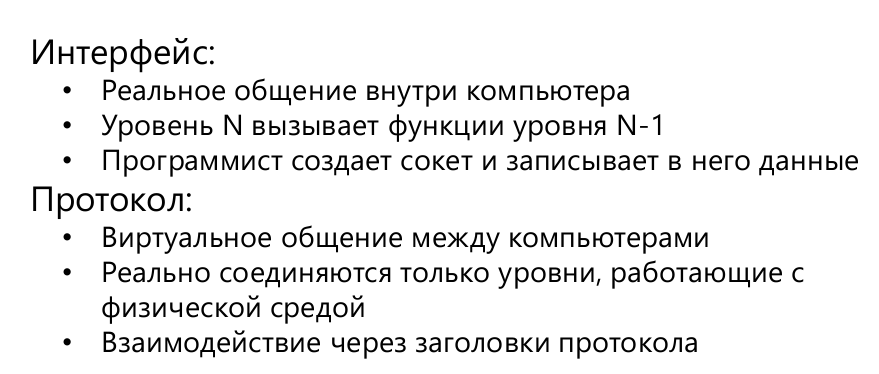 Интерфейс:
• Реальное общение внутри компьютера
• Уровень N вызывает функции уровня N-1
• Программист создает сокет и записывает в него данные
Протокол:
• Виртуальное общение между компьютерами
• Реально соединяются только уровни, работающие с
физической средой
• Взаимодействие через заголовки протокола